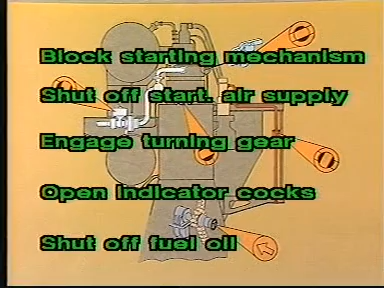 Block starting mechanism
Shut off start. air supply
Engage turning gear
Open indicator cocks
Shut off fuel oil